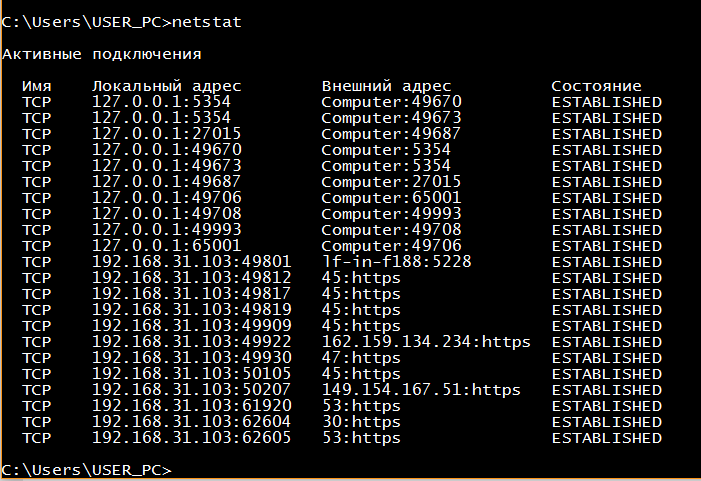 C:\Users\USER_PC>netstat
Активные подключения
Имя Локальный адрес Внешний адрес Состояние
TCP 127.0.0.1:5354 Computer:49670 ESTABLISHED
TCP 127.0.0.1:5354 Computer:49673 ESTABLISHED
TCP 127.0.0.1:27015 Computer:49687 ESTABLISHED
TCP 127.0.0.1:49670 Computer:5354 ESTABLISHED
TCP 127.0.0.1:49673 Computer:5354 ESTABLISHED
TCP 127.0.0.1:49687 Computer:27015 ESTABLISHED
TCP 127.0.0.1:49706 Computer:65001 ESTABLISHED
TCP 127.0.0.1:49708 Computer:49993 ESTABLISHED
TCP 127.0.0.1:49993 Computer:49708 ESTABLISHED
TCP 127.0.0.1:65001 Computer:49706 ESTABLISHED
TCP 192.168.31.103:49801 lf-in-f188:5228 ESTABLISHED
TCP 192.168.31.103:49812 45:https ESTABLISHED
TCP 192.168.31.103:49817 45:https ESTABLISHED
TCP 192.168.31.103:49819 45:https ESTABLISHED
TCP 192.168.31.103:49909 45:https ESTABLISHED
TCP 192.168.31.103:49922 162.159.134.234:https ESTABLISHED
TCP 192.168.31.103:49930 47:https ESTABLISHED
TCP 192.168.31.103:50105 45:https ESTABLISHED
TCP 192.168.31.103:50207 149.154.167.51:https ESTABLISHED
TCP 192.168.31.103:61920 53:https ESTABLISHED
TCP 192.168.31.103:62604 30:https ESTABLISHED
TCP 192.168.31.103:62605 53:https ESTABLISHED
C:\Users\USER_PC>